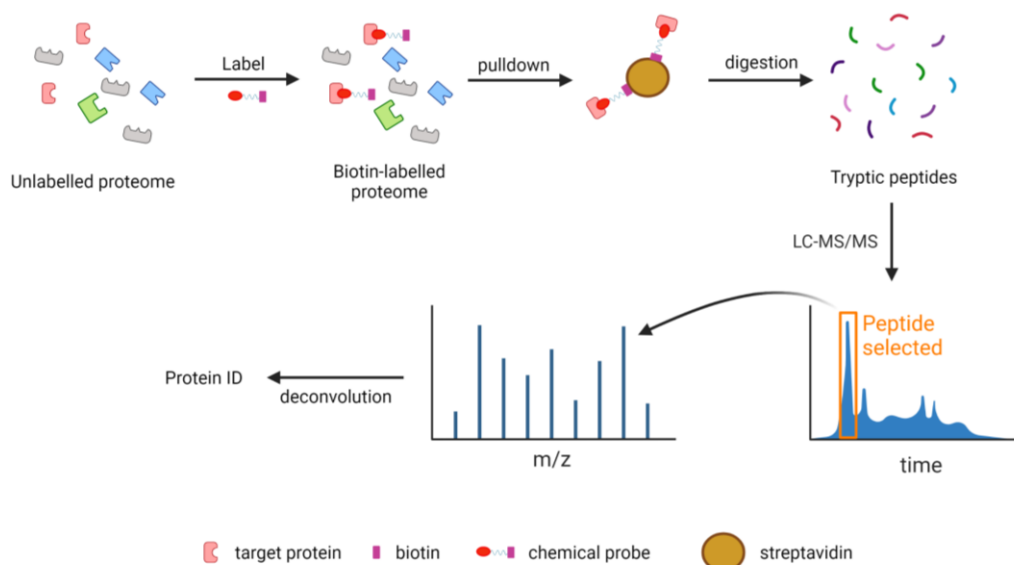 Label
pulldown
digestion
Unlabelled proteome
Biotin-labelled
proteome
Tryptic peptides
LC-MS/MS
Peptide
selected
Protein ID
deconvolution
m/z
time
target protein
biotin
chemical probe
streptavidin